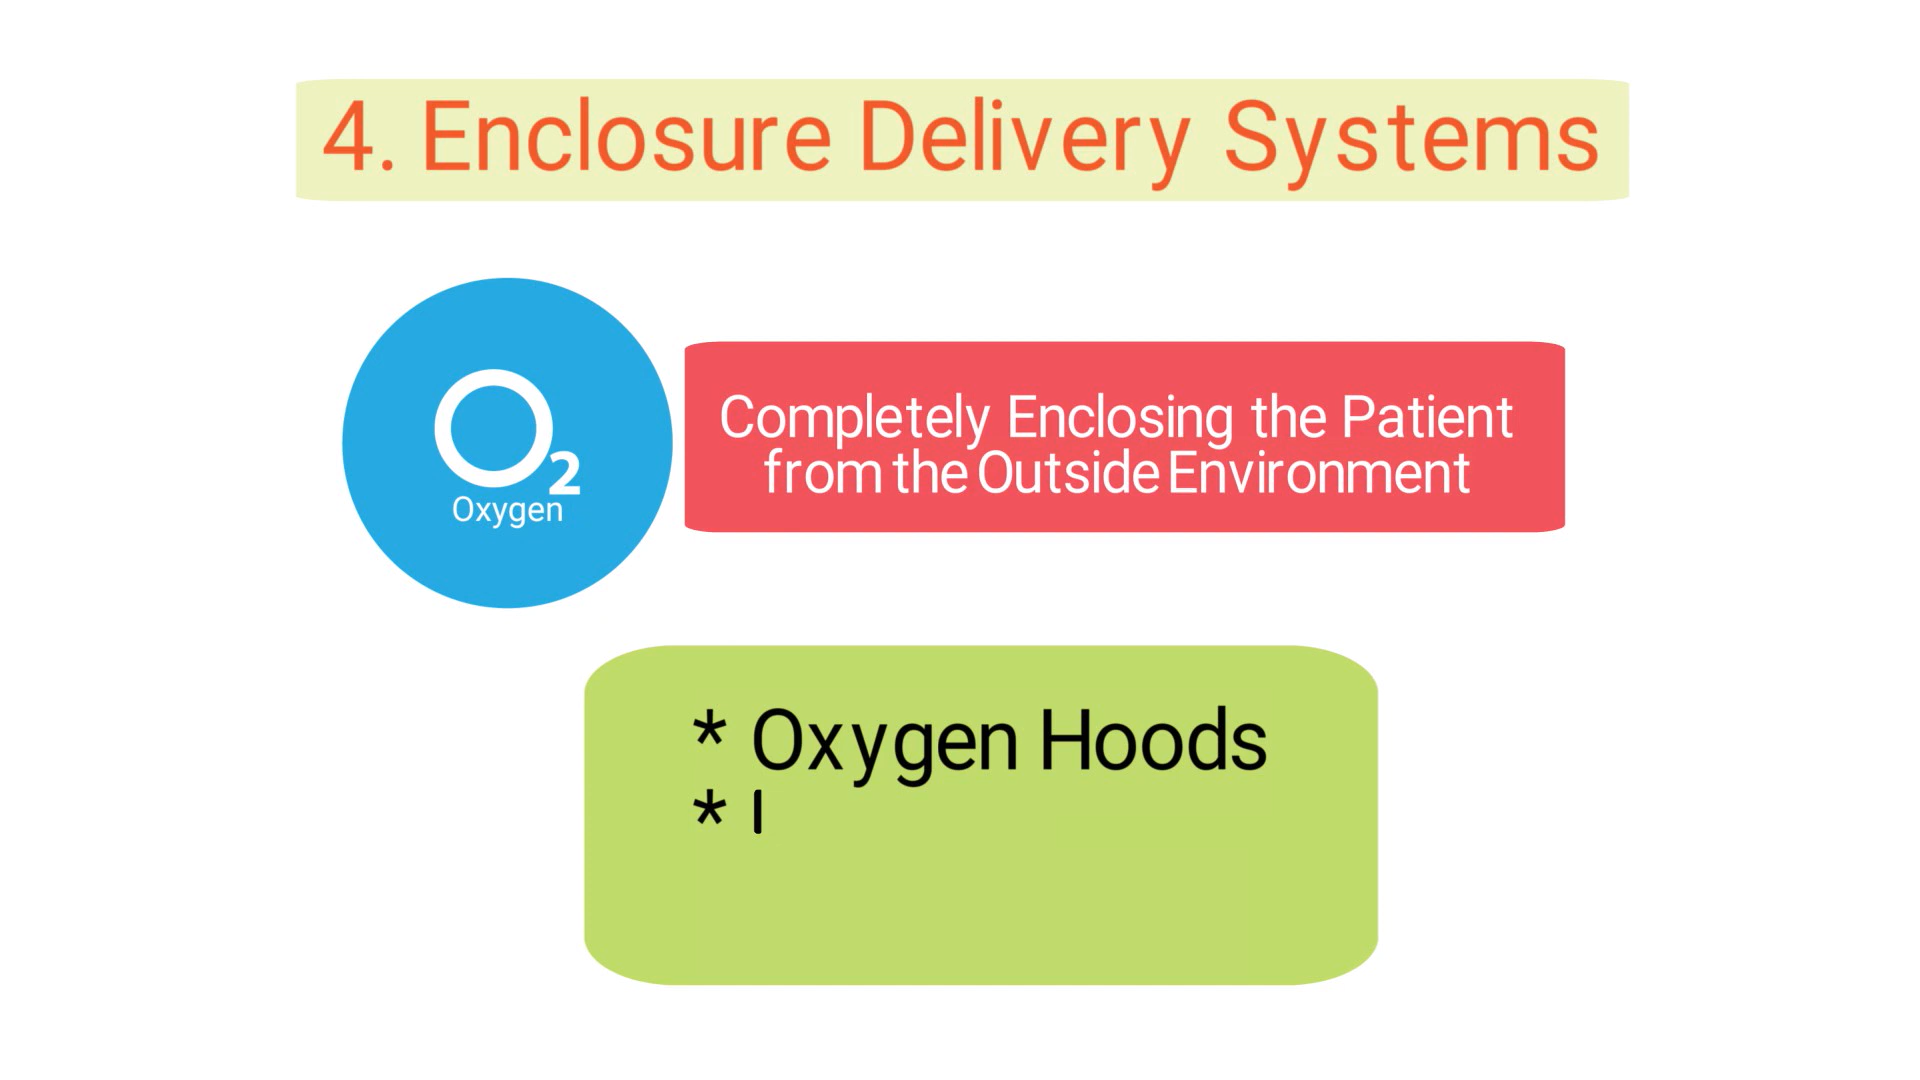 4. Enclosure Delivery Systems
O2
Oxygen
Completely Enclosing the Patient
from the Outside Environment
* Oxygen Hoods
*